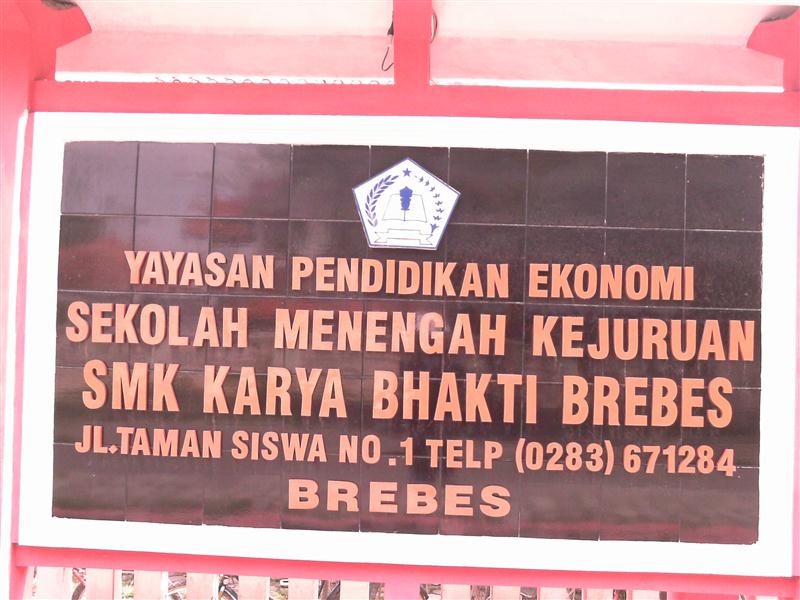 YAYASAN PENDIDIKAN EKONOMI
SEKOLAH MENENGAH KEJURUAN
SMK KARYA BHAKTI BREBES
JL.TAMAN SISWA NO.1 TELP (0283) 671284
BREBES